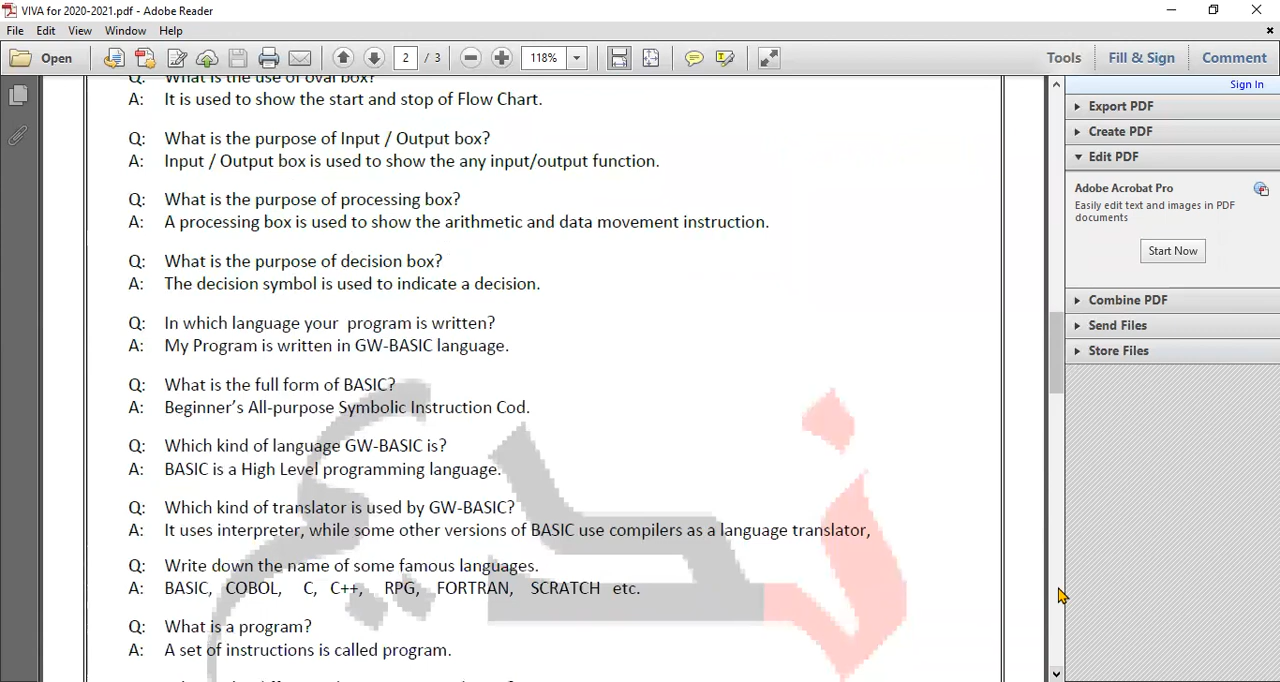 VIVA for 2020-2021.pdf - Adobe Reader
File Edit View Window Help
Open 2 / 3 118% Tools Fill & Sign Comment
Sign In
Q: What is the use of oval box?
A: It is used to show the start and stop of Flow Chart.
Q: What is the purpose of Input / Output box?
A: Input / Output box is used to show the any input/output function.
Q: What is the purpose of processing box?
A: A processing box is used to show the arithmetic and data movement instruction.
Q: What is the purpose of decision box?
A: The decision symbol is used to indicate a decision.
Q: In which language your program is written?
A: My Program is written in GW-BASIC language.
Q: What is the full form of BASIC?
A: Beginner’s All-purpose Symbolic Instruction Cod.
Q: Which kind of language GW-BASIC is?
A: BASIC is a High Level programming language.
Q: Which kind of translator is used by GW-BASIC?
A: It uses interpreter, while some other versions of BASIC use compilers as a language translator,
Q: Write down the name of some famous languages.
A: BASIC, COBOL, C, C++, RPG, FORTRAN, SCRATCH etc.
Q: What is a program?
A: A set of instructions is called program.
Export PDF
Create PDF
Edit PDF
Adobe Acrobat Pro
Easily edit text and images in PDF
documents
Start Now
Combine PDF
Send Files
Store Files